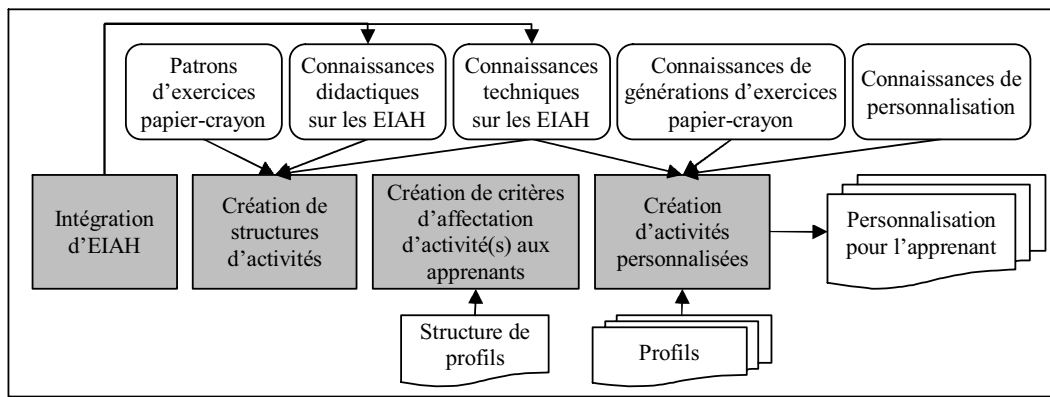 Patrons
d'exercices
papier-crayon
Connaissances
didactiques
sur les EIAH
Connaissances
techniques
sur les EIAH
Connaissances de
générations d'exercices
papier-crayon
Connaissances de
personnalisation
Intégration
d'EIAH
Création de
structures
d'activités
Création de critères
d'affectation
d'activité(s) aux
apprenants
Création
d'activités
personnalisées
Personnalisation
pour l'apprenant
Structure de
profils
Profils